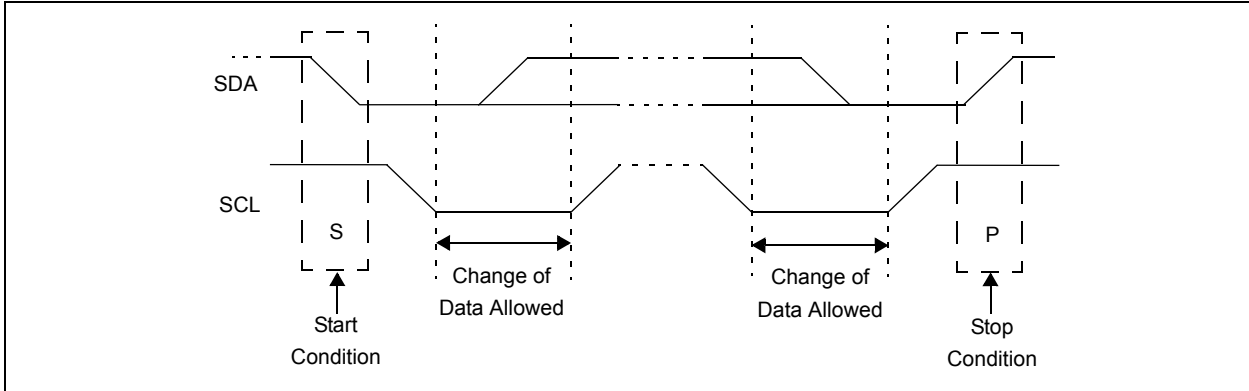 SDA
SCL
S
P
Change of
Data Allowed
Change of
Data Allowed
Start
Condition
Stop
Condition